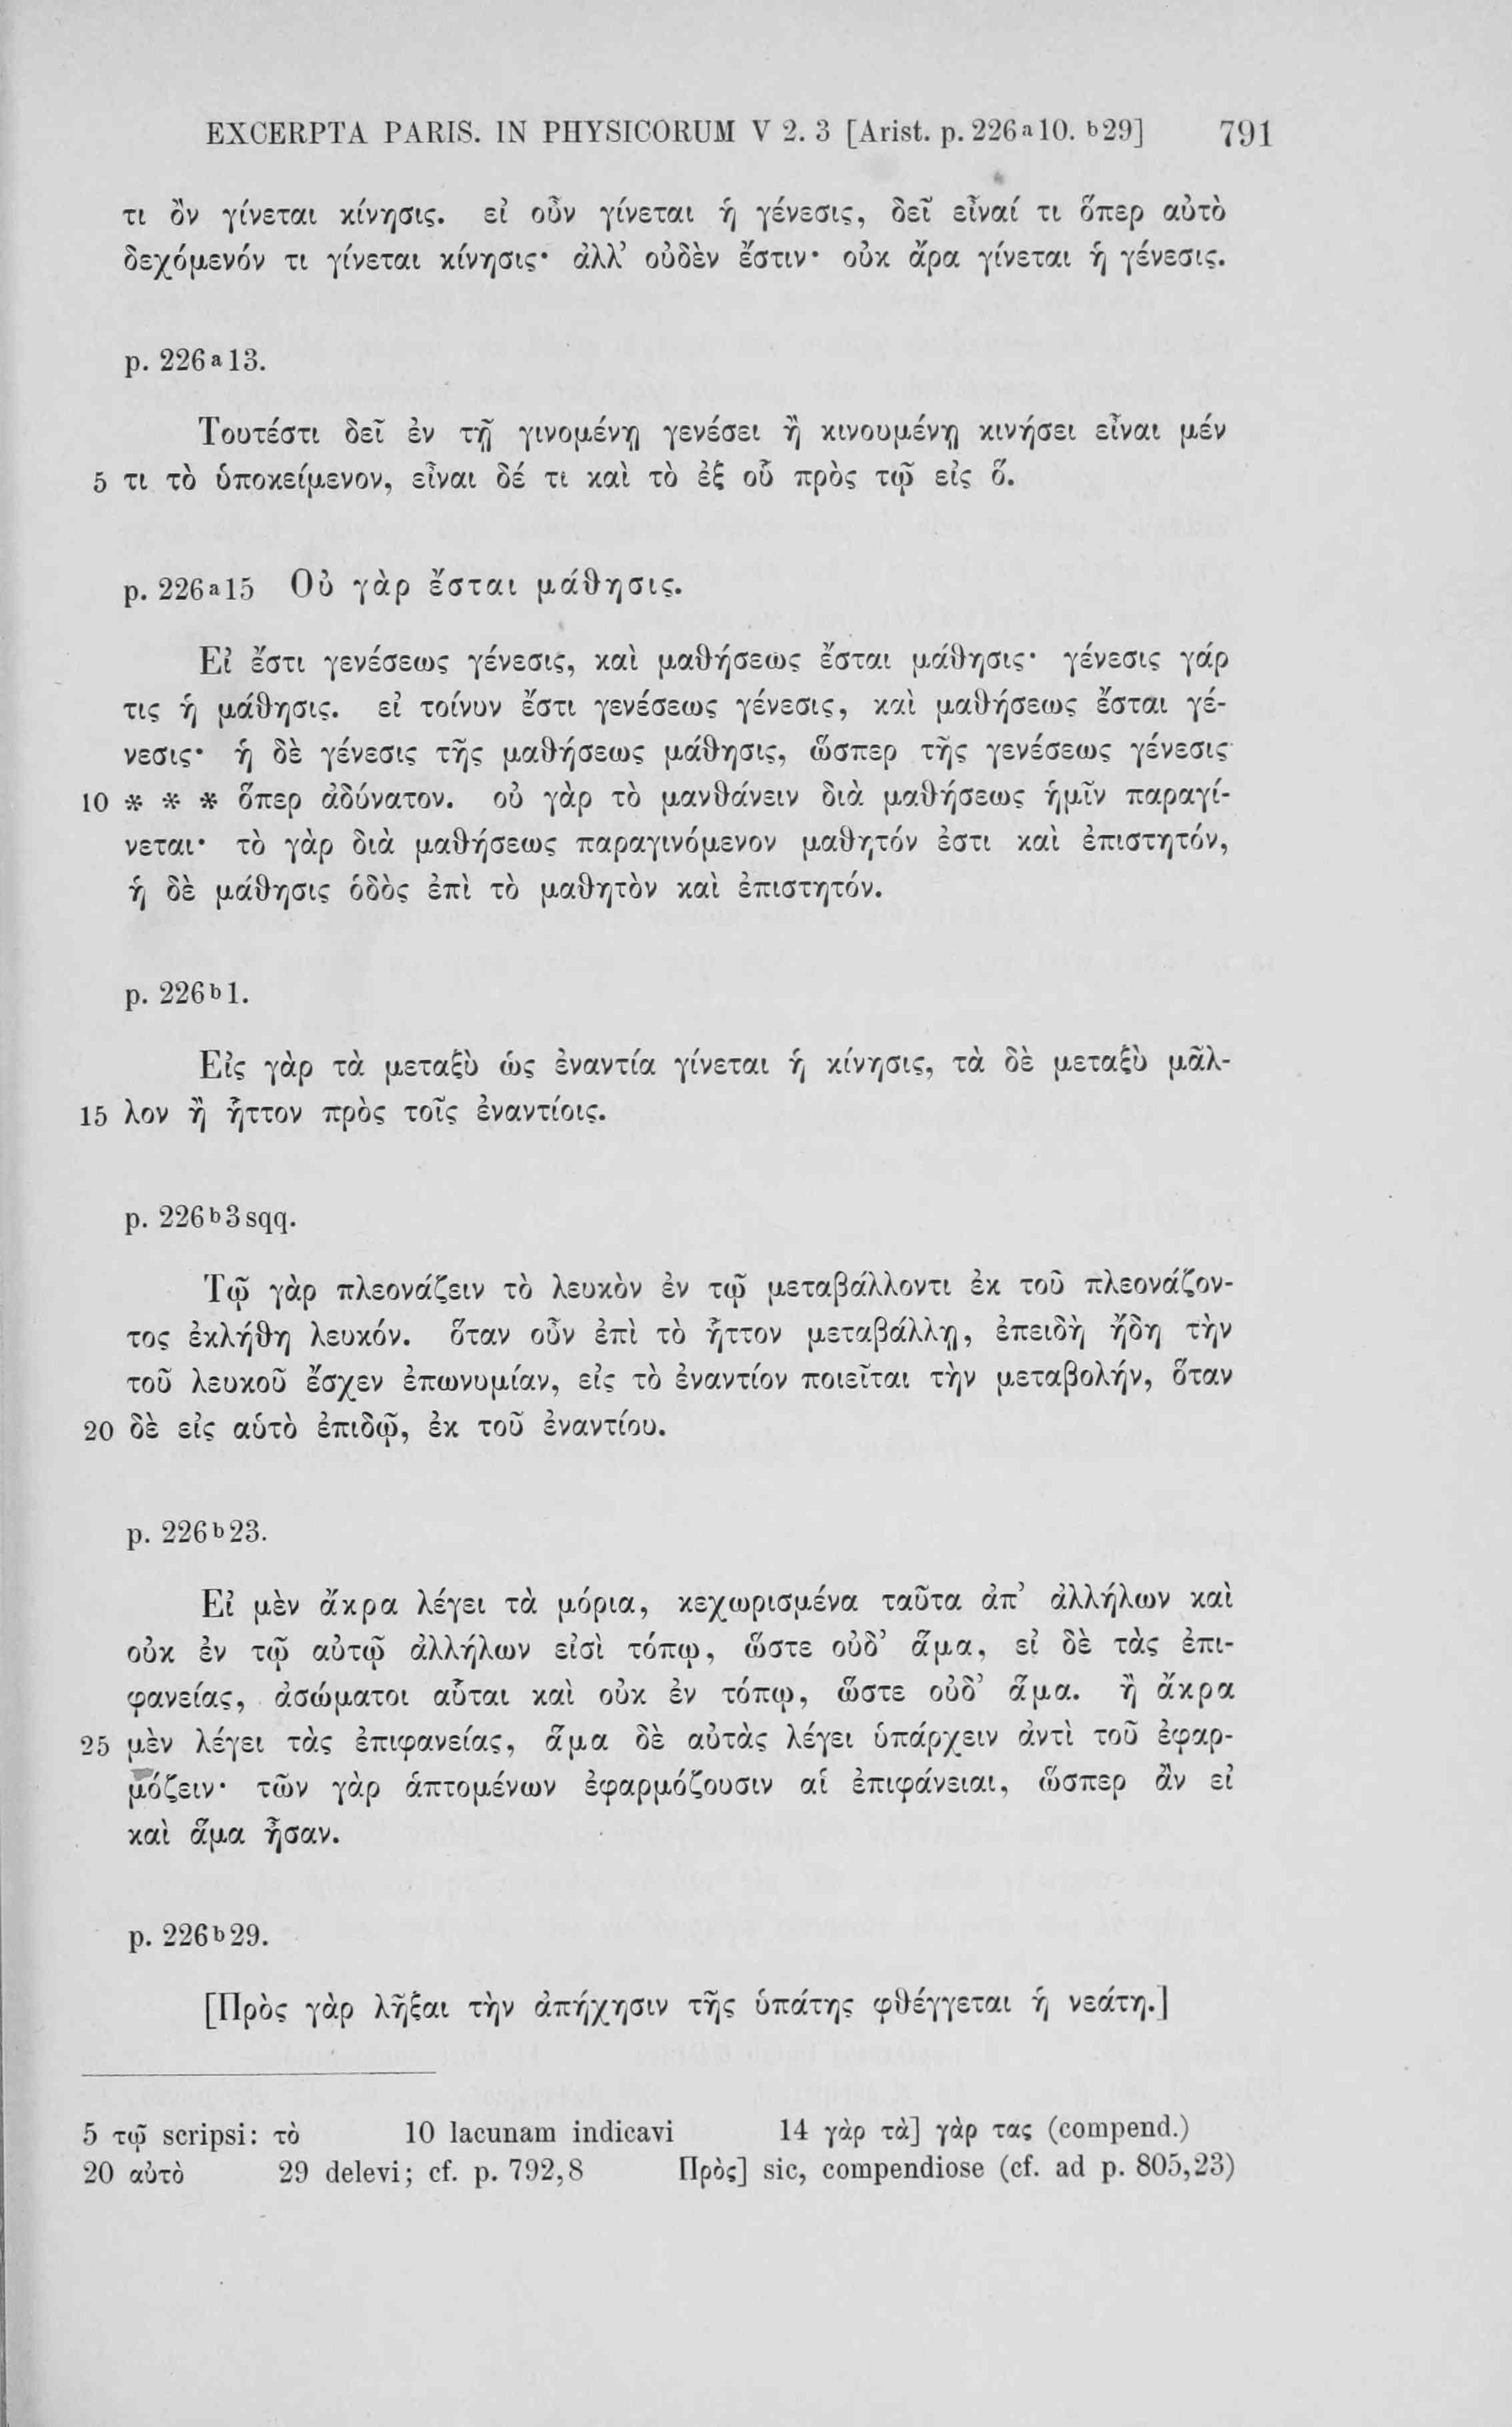 EXCERPTA PARIS. IN PHYSICORUM V 2. 3 [Arist. p. 226ᵃ10. ᵇ29] 791
τι ὂν γίνεται κίνησις. εἰ οὖν γίνεται ἡ γένεσις, δεῖ εἶναί τι ὅπερ αὐτὸ
δεχόμενόν τι γίνεται κίνησις· ἀλλ’ οὐδὲν ἔστιν· οὐκ ἄρα γίνεται ἡ γένεσις.
p. 226ᵃ13.
Τουτέστι δεῖ ἐν τῇ γινομένῃ γενέσει ἢ κινουμένῃ κινήσει εἶναι μέν
5 τι τὸ ὑποκείμενον, εἶναι δέ τι καὶ τὸ ἐξ οὗ πρὸς τῷ εἰς ὅ.
p. 226ᵃ15 Οὐ γὰρ ἔσται μάθησις.
Εἰ ἔστι γενέσεως γένεσις, καὶ μαθήσεως ἔσται μάθησις· γένεσις γάρ
τις ἡ μάθησις. εἰ τοίνυν ἔστι γενέσεως γένεσις, καὶ μαθήσεως ἔσται γέ-
νεσις· ἡ δὲ γένεσις τῆς μαθήσεως μάθησις, ὥσπερ τῆς γενέσεως γένεσις
10 * * * ὅπερ ἀδύνατον. οὐ γὰρ τὸ μανθάνειν διὰ μαθήσεως ἡμῖν παραγί-
νεται· τὸ γὰρ διὰ μαθήσεως παραγινόμενον μαθητόν ἐστι καὶ ἐπιστητόν,
ἡ δὲ μάθησις ὁδὸς ἐπὶ τὸ μαθητὸν καὶ ἐπιστητόν.
p. 226ᵇ1.
Εἰς γὰρ τὰ μεταξὺ ὡς ἐναντία γίνεται ἡ κίνησις, τὰ δὲ μεταξὺ μᾶλ-
15 λον ἢ ἧττον πρὸς τοῖς ἐναντίοις.
p. 226ᵇ3 sqq.
Τῷ γὰρ πλεονάζειν τὸ λευκὸν ἐν τῷ μεταβάλλοντι ἐκ τοῦ πλεονάζον-
τος ἐκλήθη λευκόν. ὅταν οὖν ἐπὶ τὸ ἧττον μεταβάλλῃ, ἐπειδὴ ἤδη τὴν
τοῦ λευκοῦ ἔσχεν ἐπωνυμίαν, εἰς τὸ ἐναντίον ποιεῖται τὴν μεταβολήν, ὅταν
20 δὲ εἰς αὑτὸ ἐπιδῷ, ἐκ τοῦ ἐναντίου.
p. 226ᵇ23.
Εἰ μὲν ἄκρα λέγει τὰ μόρια, κεχωρισμένα ταῦτα ἀπ’ ἀλλήλων καὶ
οὐκ ἐν τῷ αὐτῷ ἀλλήλων εἰσὶ τόπῳ, ὥστε οὐδ’ ἅμα, εἰ δὲ τὰς ἐπι-
φανείας, ἀσώματοι αὗται καὶ οὐκ ἐν τόπῳ, ὥστε οὐδ’ ἅμα. ἢ ἄκρα
25 μὲν λέγει τὰς ἐπιφανείας, ἅμα δὲ αὐτὰς λέγει ὑπάρχειν ἀντὶ τοῦ ἐφαρ-
μόζειν· τῶν γὰρ ἁπτομένων ἐφαρμόζουσιν αἱ ἐπιφάνειαι, ὥσπερ ἂν εἰ
καὶ ἅμα ἦσαν.
p. 226ᵇ29.
[Πρὸς γὰρ λῆξαι τὴν ἀπήχησιν τῆς ὑπάτης φθέγγεται ἡ νεάτη.]
5 τῷ scripsi: τὸ 10 lacunam indicavi 14 γὰρ τὰ] γὰρ τας (compend.)
20 αὐτὸ 29 delevi; cf. p. 792,8 Πρὸς] sic, compendiose (cf. ad p. 805,23)